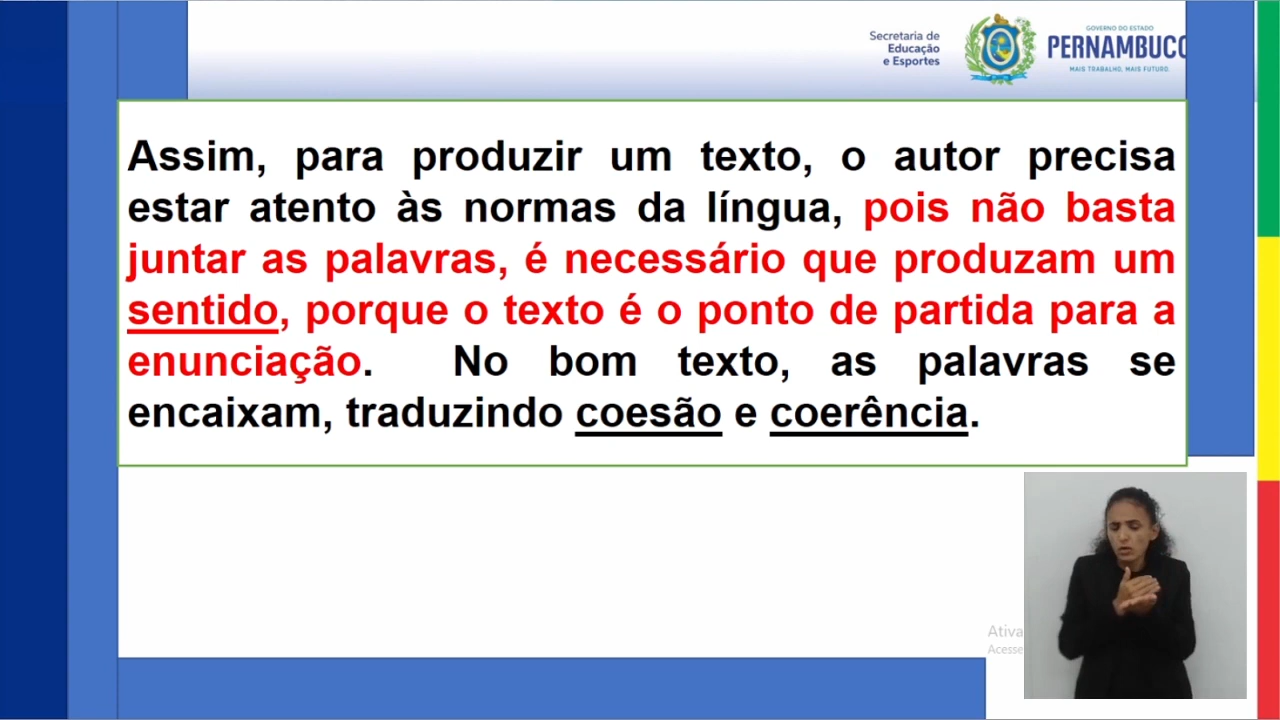 Secretaria de
Educação
e Esportes
GOVERNO DO ESTADO
PERNAMBUCO
MAIS TRABALHO, MAIS FUTURO.
Assim, para produzir um texto, o autor precisa
estar atento às normas da língua, pois não basta
juntar as palavras, é necessário que produzam um
sentido, porque o texto é o ponto de partida para a
enunciação. No bom texto, as palavras se
encaixam, traduzindo coesão e coerência.
Ativa
Acesse